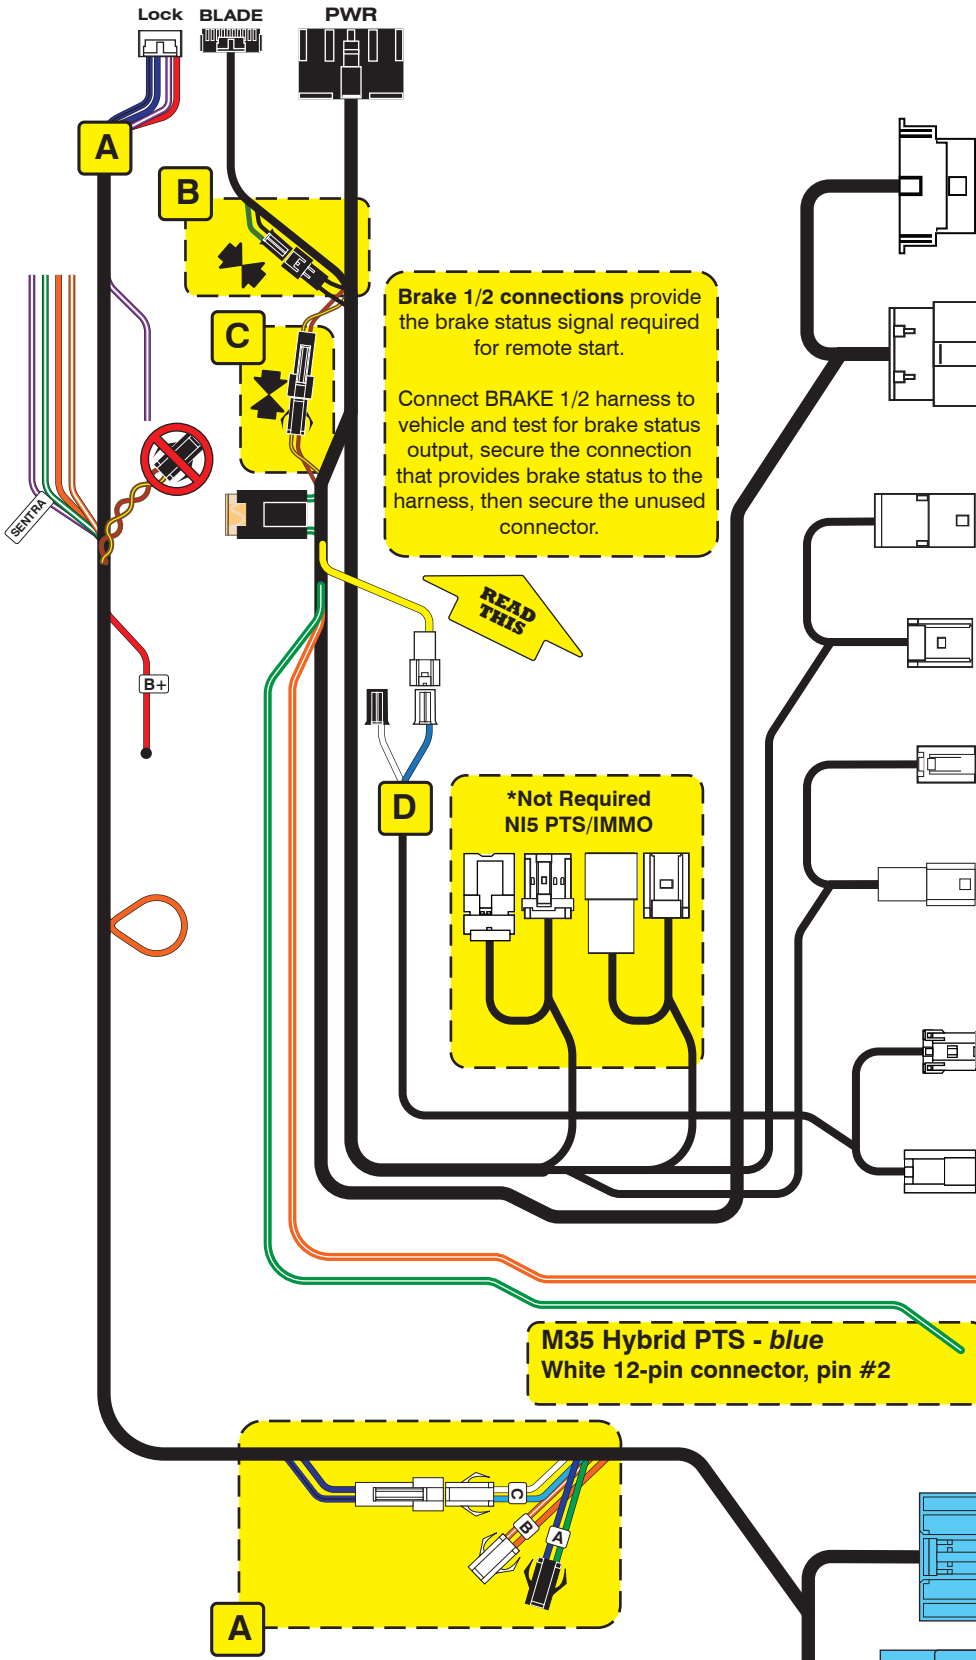 Lock BLADE PWR
A
B
Brake 1/2 connections provide
the brake status signal required
for remote start.
C
Connect BRAKE 1/2 harness to
vehicle and test for brake status
output, secure the connection
that provides brake status to the
harness, then secure the unused
connector.
SENTRA
READ
THIS
B+
D
*Not Required
NI5 PTS/IMMO
M35 Hybrid PTS - blue
White 12-pin connector, pin #2
C
B
A
A